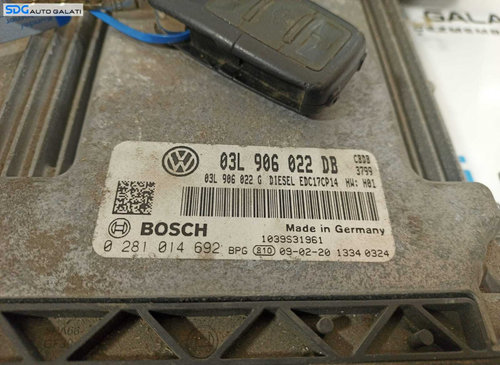 SDG AUTO GALATI
GALATI
03L 906 022 DB
CBDB
3799
03L 906 022 G DIESEL EDC17CP14 HW: H01
BOSCH
Made in Germany
1039S31961
0 281 014 692 BPG 810 09-02-20 1334 0324